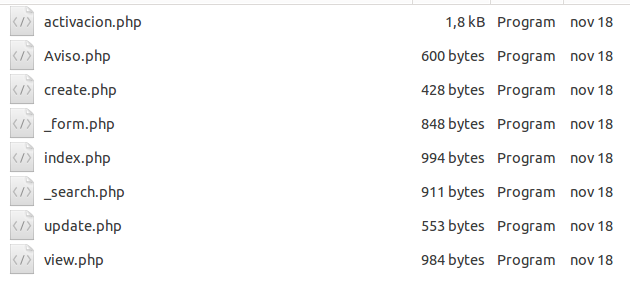 activacion.php 1,8 kB Program nov 18
Aviso.php 600 bytes Program nov 18
create.php 428 bytes Program nov 18
_form.php 848 bytes Program nov 18
index.php 994 bytes Program nov 18
_search.php 911 bytes Program nov 18
update.php 553 bytes Program nov 18
view.php 984 bytes Program nov 18